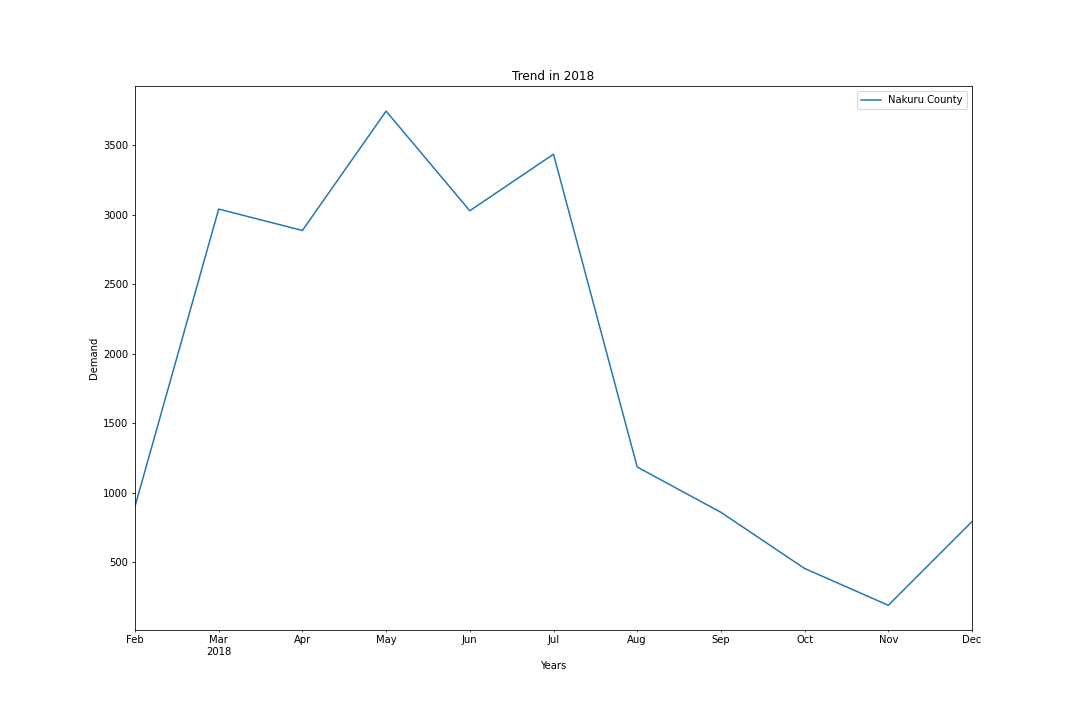 Trend in 2018
Nakuru County
3500
3000
2500
2000
1500
1000
500
Demand
Feb Mar Apr May Jun Jul Aug Sep Oct Nov Dec
2018
Years